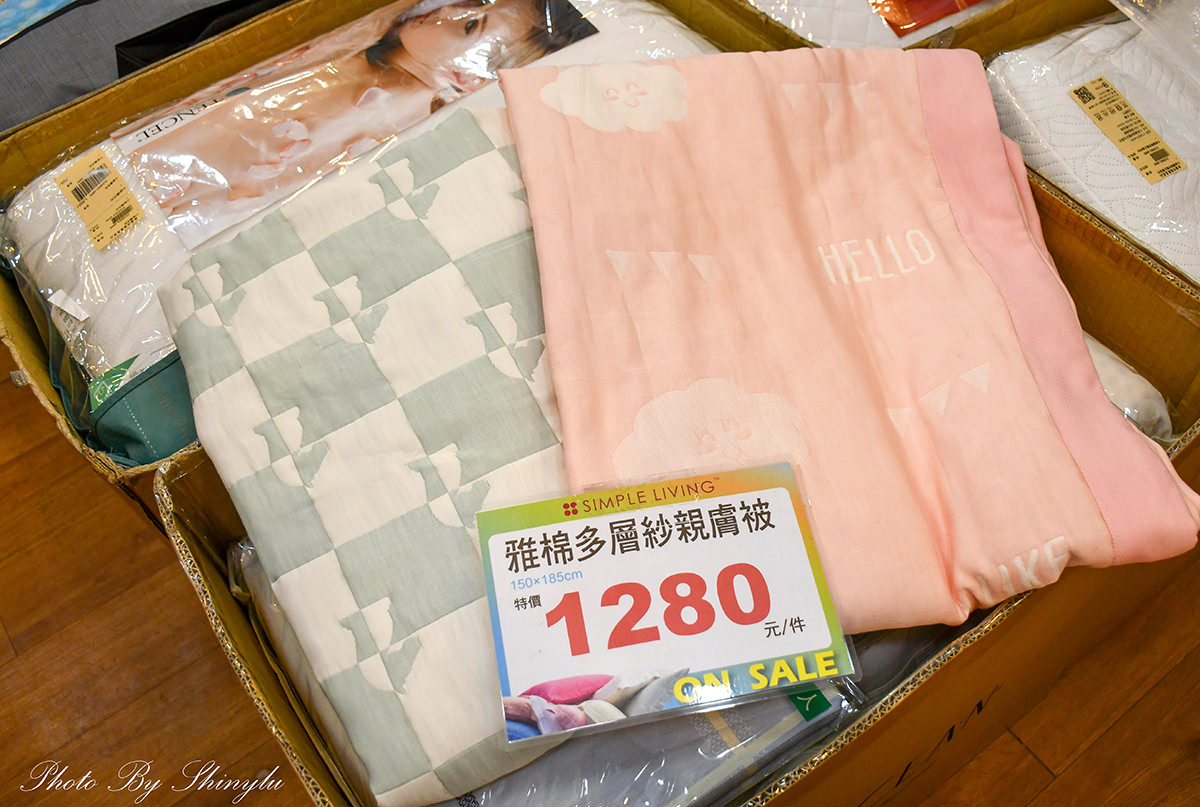 TENCEL
HELLO
SIMPLE LIVING™
雅棉多層紗親膚被
150×185cm
特價
1280
元/件
ON SALE
Photo By Shinylu